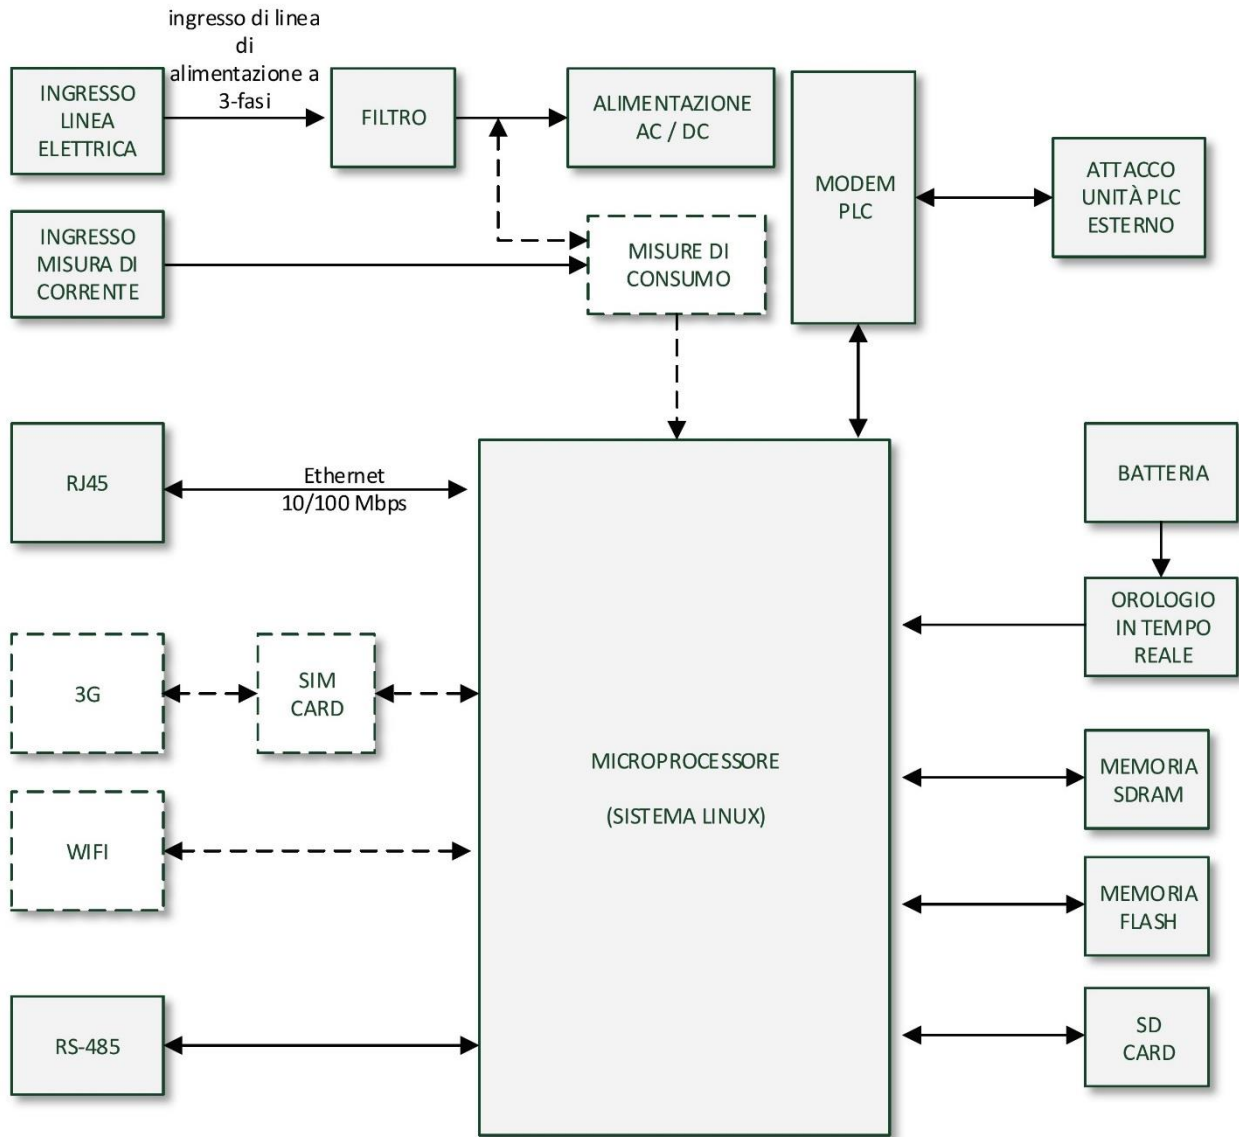 ingresso di linea
di
alimentazione a
3-fasi
INGRESSO
LINEA
ELETTRICA
FILTRO
ALIMENTAZIONE
AC / DC
MODEM
PLC
ATTACCO
UNITÀ PLC
ESTERNO
INGRESSO
MISURA DI
CORRENTE
MISURE DI
CONSUMO
RJ45
Ethernet
10/100 Mbps
BATTERIA
OROLOGIO
IN TEMPO
REALE
3G
SIM
CARD
MICROPROCESSORE
(SISTEMA LINUX)
MEMORIA
SDRAM
WIFI
MEMORIA
FLASH
RS-485
SD
CARD